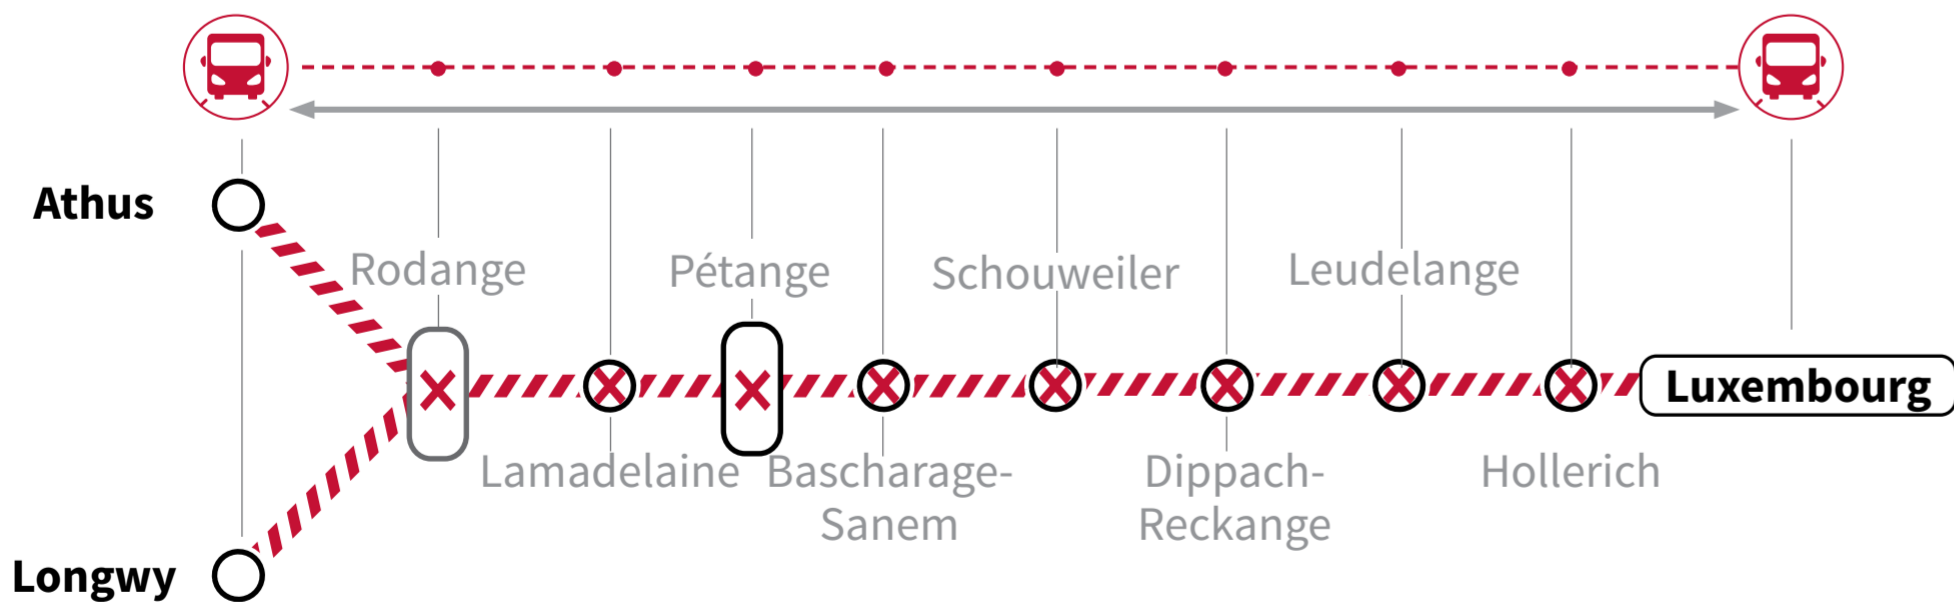 Athus
Rodange
Pétange
Schouweiler
Leudelange
Luxembourg
Lamadelaine
Bascharage-
Sanem
Dippach-
Reckange
Hollerich
Longwy